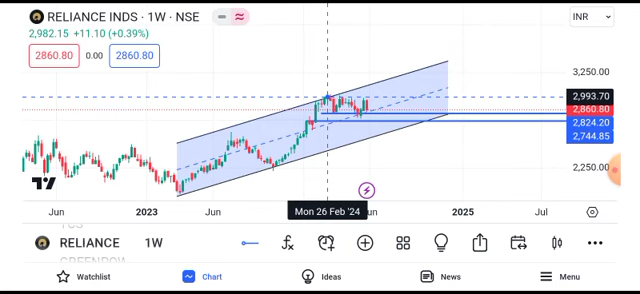 RELIANCE INDS · 1W · NSE
INR
2,982.15 +11.10 (+0.39%)
2860.80 0.00 2860.80
3,250.00
2,993.70
2,860.80
2,824.20
2,744.85
2,250.00
Mon 26 Feb '24
Jun 2023 Jun 2025 Jul
RELIANCE 1W
Watchlist Chart Ideas News Menu